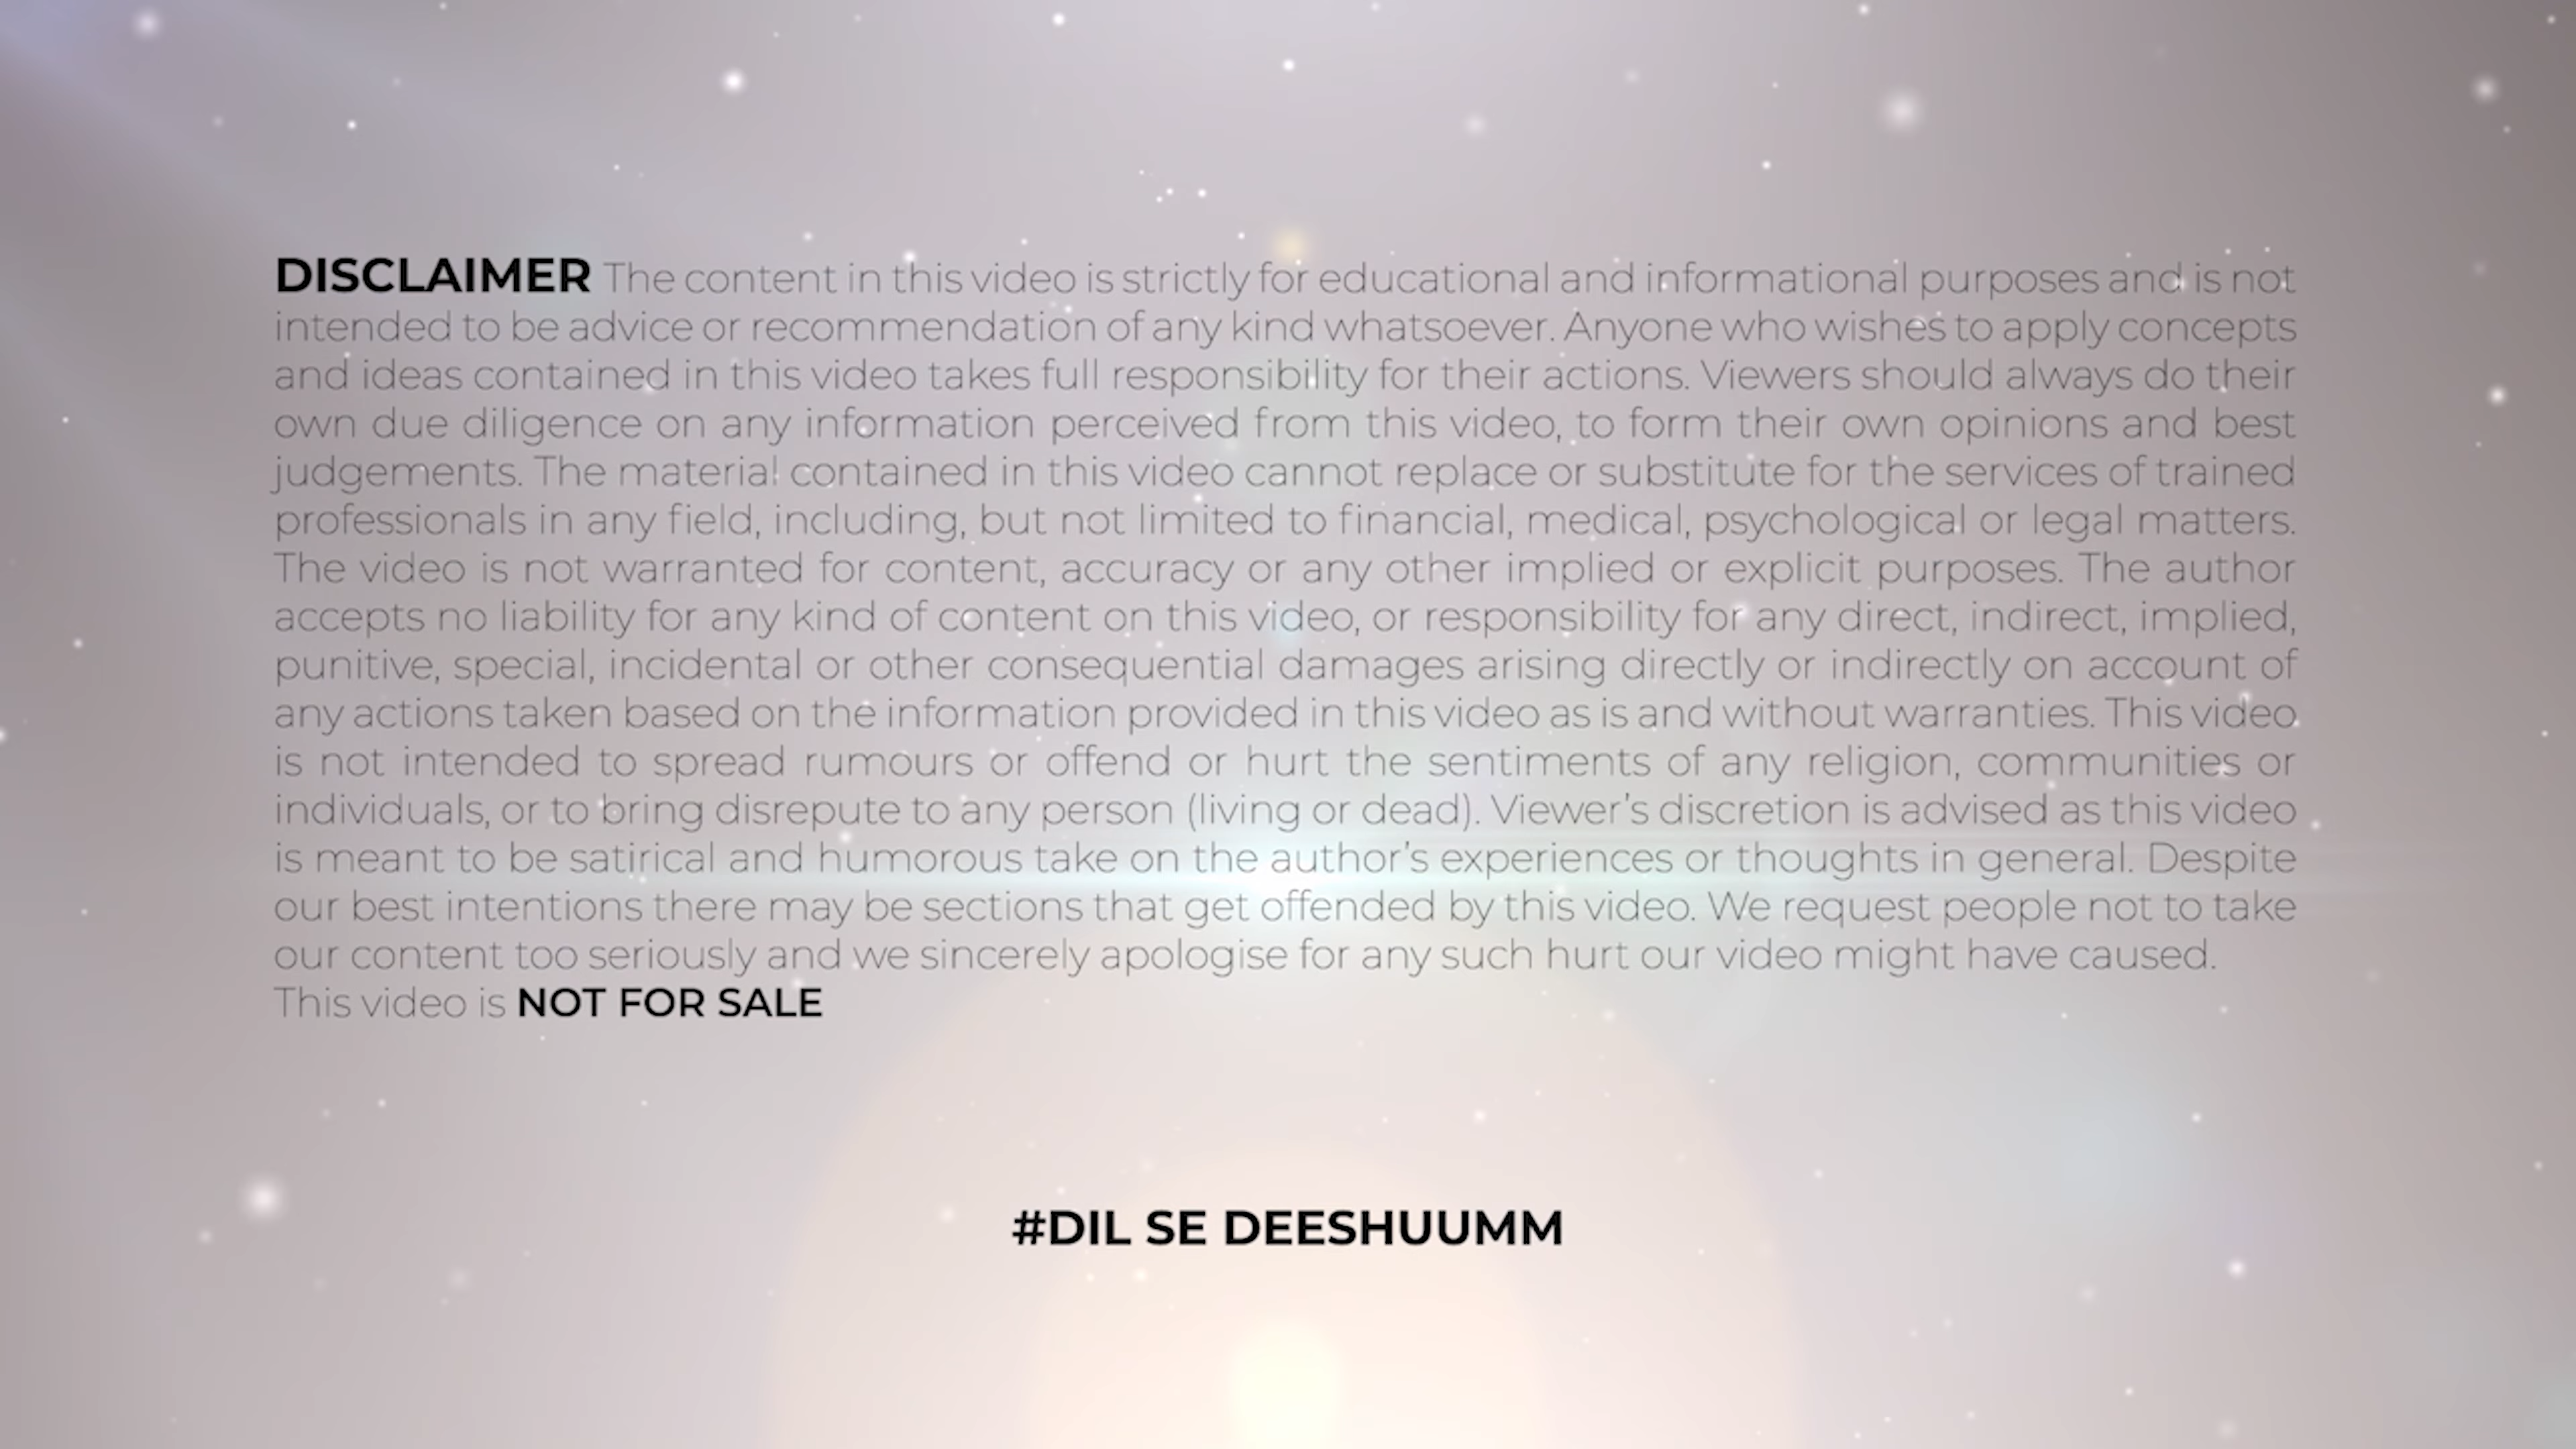 DISCLAIMER The content in this video is strictly for educational and informational purposes and is not
intended to be advice or recommendation of any kind whatsoever. Anyone who wishes to apply concepts
and ideas contained in this video takes full responsibility for their actions. Viewers should always do their
own due diligence on any information perceived from this video, to form their own opinions and best
judgements. The material contained in this video cannot replace or substitute for the services of trained
professionals in any field, including, but not limited to financial, medical, psychological or legal matters.
The video is not warranted for content, accuracy or any other implied or explicit purposes. The author
accepts no liability for any kind of content on this video, or responsibility for any direct, indirect, implied,
punitive, special, incidental or other consequential damages arising directly or indirectly on account of
any actions taken based on the information provided in this video as is and without warranties. This video
is not intended to spread rumours or offend or hurt the sentiments of any religion, communities or
individuals, or to bring disrepute to any person (living or dead). Viewer's discretion is advised as this video
is meant to be satirical and humorous take on the author's experiences or thoughts in general. Despite
our best intentions there may be sections that get offended by this video. We request people not to take
our content too seriously and we sincerely apologise for any such hurt our video might have caused.
This video is NOT FOR SALE
#DIL SE DEESHUUMM